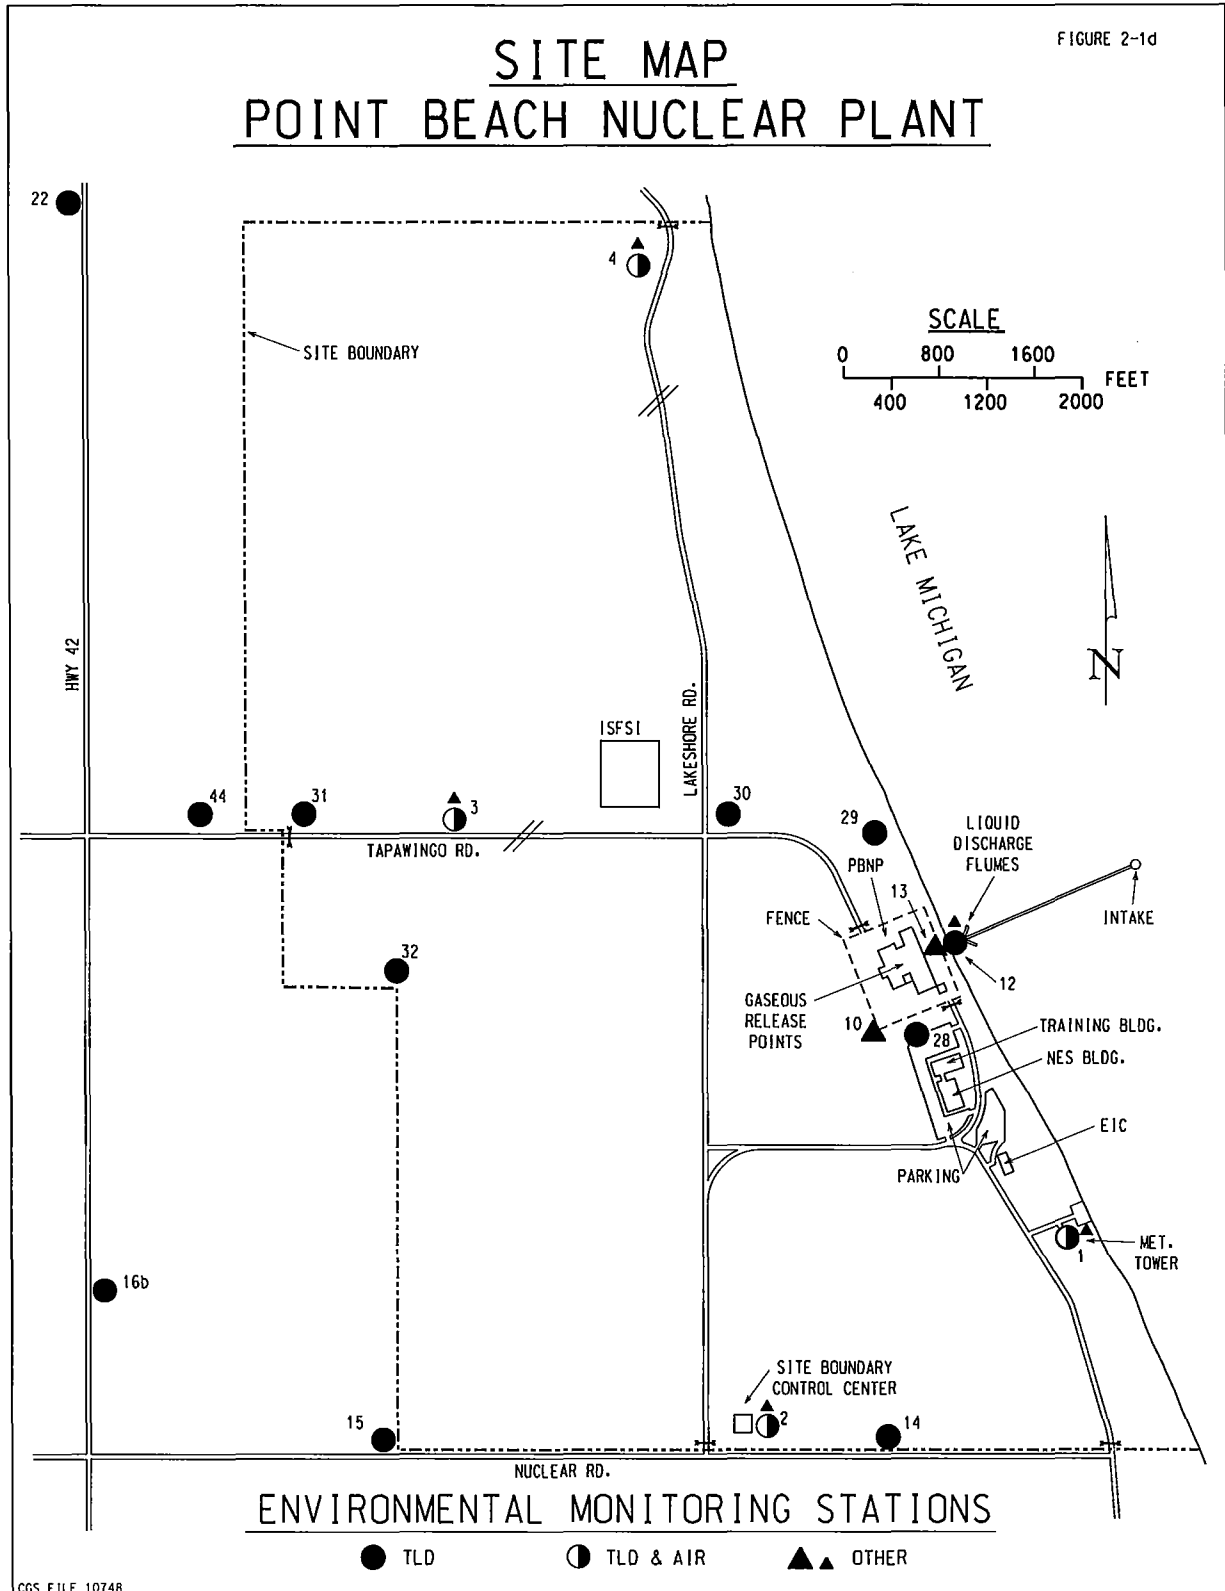 FIGURE 2-1d
SITE MAP
POINT BEACH NUCLEAR PLANT
22
4
SITE BOUNDARY
SCALE
0 800 1600
FEET
400 1200 2000
LAKE MICHIGAN
N
HWY 42
LAKESHORE RD.
ISFSI
44
31
3
30
29
TAPAWINGO RD.
LIQUID
DISCHARGE
FLUMES
PBNP
13
FENCE
INTAKE
32
12
GASEOUS
RELEASE
POINTS
10
28
TRAINING BLDG.
NES BLDG.
EIC
PARKING
MET.
TOWER
1
16b
SITE BOUNDARY
CONTROL CENTER
15
2
14
NUCLEAR RD.
ENVIRONMENTAL MONITORING STATIONS
TLD
TLD & AIR
OTHER
CGS FILE 10748